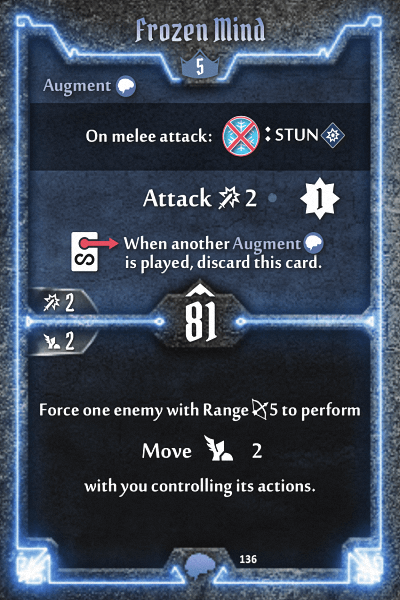 Frozen Mind
5
Augment
On melee attack: : STUN
Attack 2 1
When another Augment
is played, discard this card.
2
81
2
Force one enemy with Range 5 to perform
Move 2
with you controlling its actions.
136